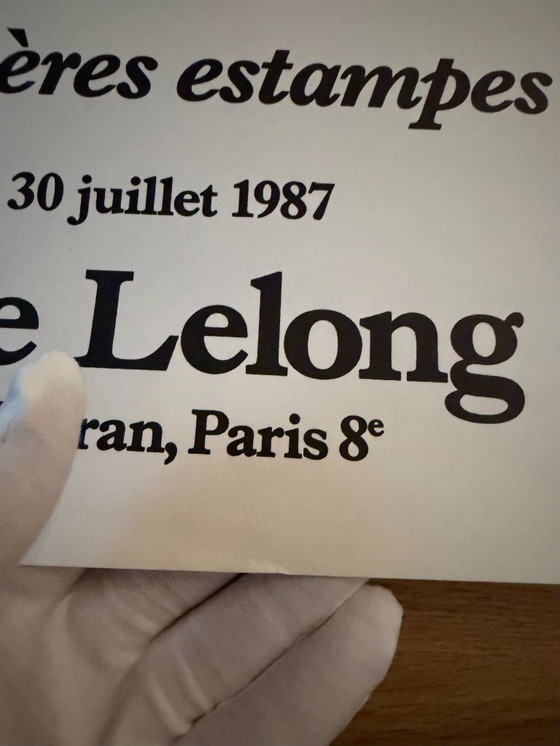 ères estampes
30 juillet 1987
e Lelong
ran, Paris 8e